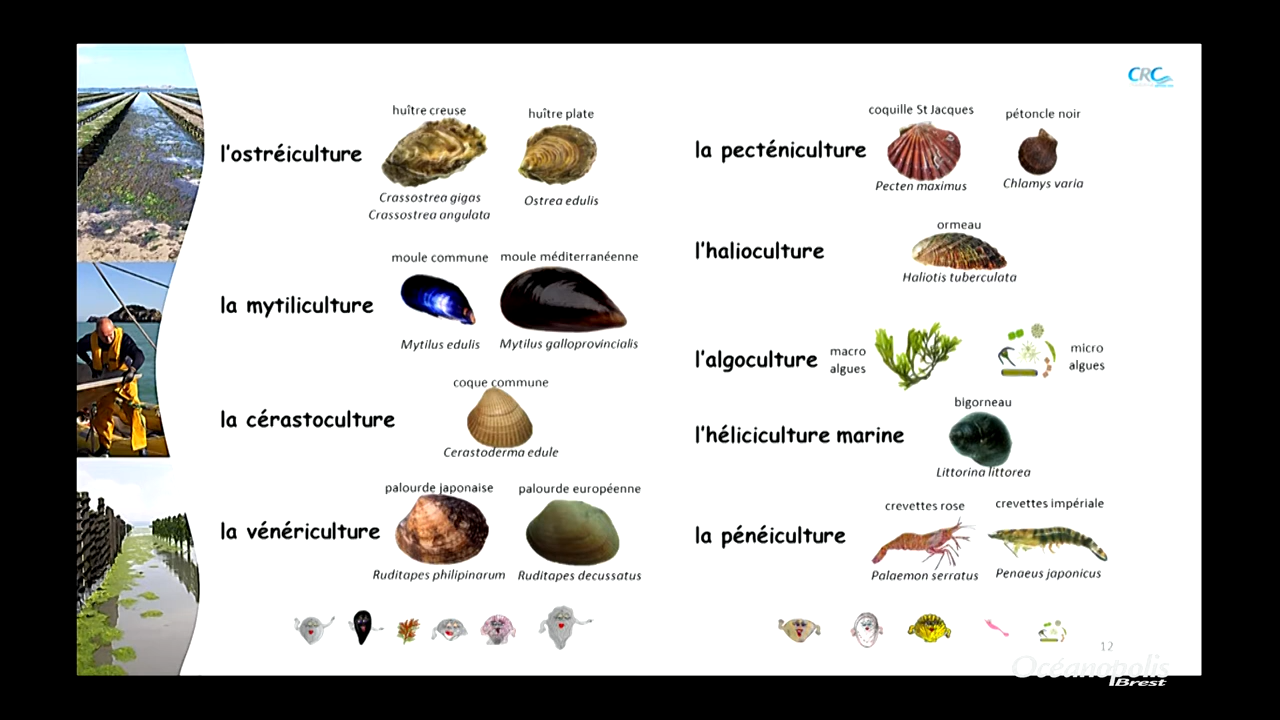 CRC
l'ostréiculture
huître creuse
Crassostrea gigas
Crassostrea angulata
huître plate
Ostrea edulis
la mytiliculture
moule commune
Mytilus edulis
moule méditerranéenne
Mytilus galloprovincialis
la cérastoculture
coque commune
Cerastoderma edule
la vénériculture
palourde japonaise
Ruditapes philipinarum
palourde européenne
Ruditapes decussatus
la pecténiculture
coquille St Jacques
Pecten maximus
pétoncle noir
Chlamys varia
l'halioculture
ormeau
Haliotis tuberculata
l'algoculture
macro
algues
micro
algues
l'héliciculture marine
bigorneau
Littorina littorea
la pénéiculture
crevettes rose
Palaemon serratus
crevettes impériale
Penaeus japonicus
12
Océanopolis
Brest